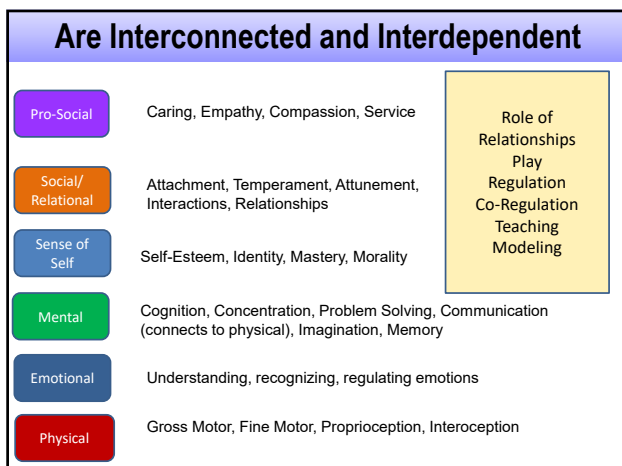 Are Interconnected and Interdependent
Pro-Social
Caring, Empathy, Compassion, Service
Social/
Relational
Attachment, Temperament, Attunement,
Interactions, Relationships
Sense of
Self
Self-Esteem, Identity, Mastery, Morality
Mental
Cognition, Concentration, Problem Solving, Communication
(connects to physical), Imagination, Memory
Emotional
Understanding, recognizing, regulating emotions
Physical
Gross Motor, Fine Motor, Proprioception, Interoception
Role of
Relationships
Play
Regulation
Co-Regulation
Teaching
Modeling